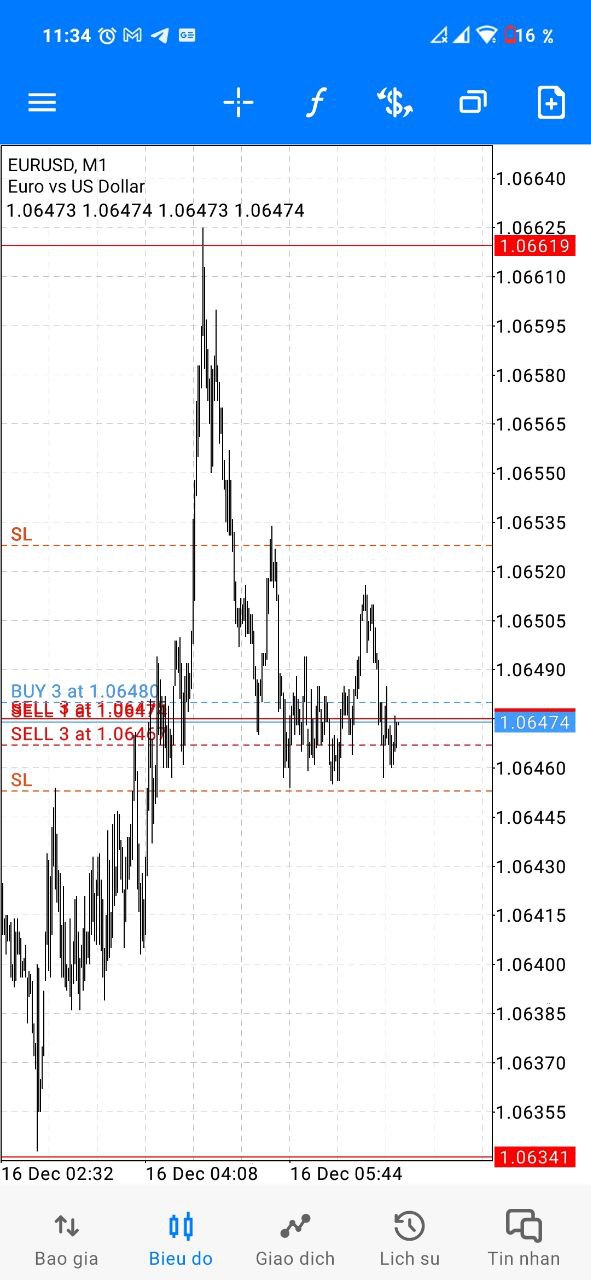 11:34
16 %
EURUSD, M1
Euro vs US Dollar
1.06473 1.06474 1.06473 1.06474
1.06640
1.06625
1.06619
1.06610
1.06595
1.06580
1.06565
1.06550
1.06535
SL
1.06520
1.06505
1.06490
BUY 3 at 1.06480
SELL 1 at 1.06474
1.06474
SELL 3 at 1.06467
1.06460
SL
1.06445
1.06430
1.06415
1.06400
1.06385
1.06370
1.06355
1.06341
16 Dec 02:32 16 Dec 04:08 16 Dec 05:44
Bao gia Bieu do Giao dich Lich su Tin nhan